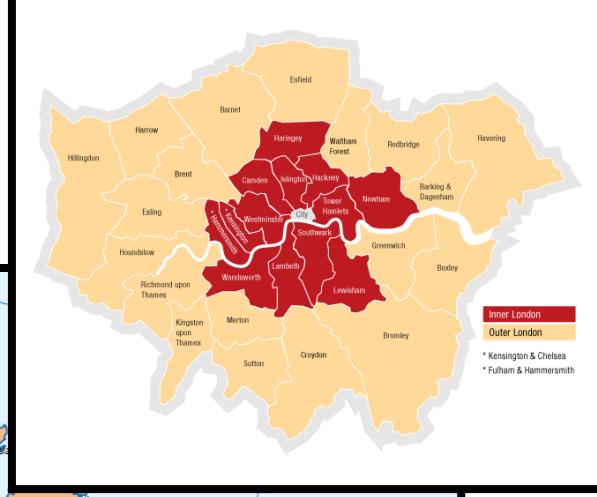 Enfield
Barnet
Harrow
Haringey
Waltham
Forest
Redbridge
Havering
Hillingdon
Brent
Camden
Islington
Hackney
Newham
Barking &
Dagenham
Ealing
* Kensington
* Hammersmith
Westminster
City
Tower
Hamlets
Southwark
Greenwich
Hounslow
Bexley
Richmond upon
Thames
Wandsworth
Lambeth
Lewisham
Kingston
upon
Thames
Merton
Sutton
Croydon
Bromley
Inner London
Outer London
* Kensington & Chelsea
* Fulham & Hammersmith